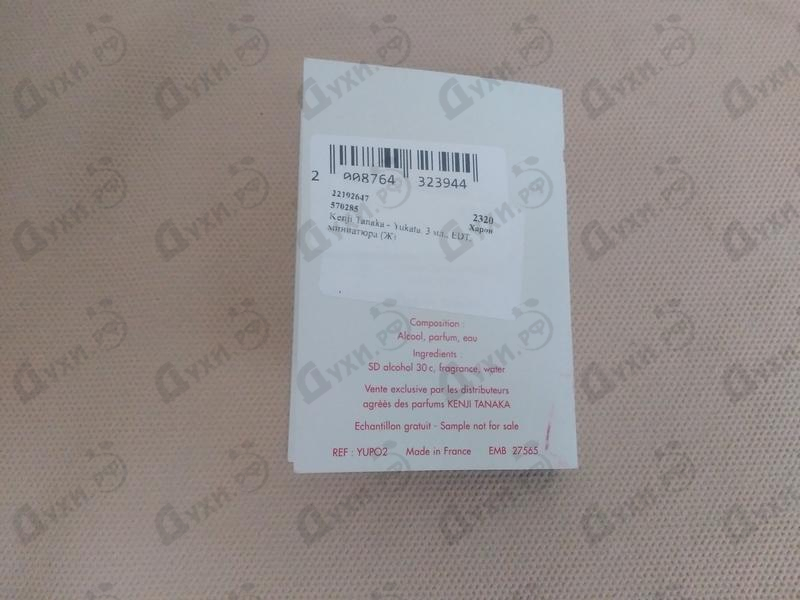 2 008764 323944
22192647
570285
2320
Kenji Tanaka - Yukata, 3 мл., EDT, Харон
миниатюра (Ж)
Composition :
Alcool, parfum, eau
Ingredients :
SD alcohol 30 c, fragrance, water
Vente exclusive par les distributeurs
agréés des parfums KENJI TANAKA
Echantillon gratuit - Sample not for sale
REF : YUPO2 Made in France EMB 27565
Духи.рф